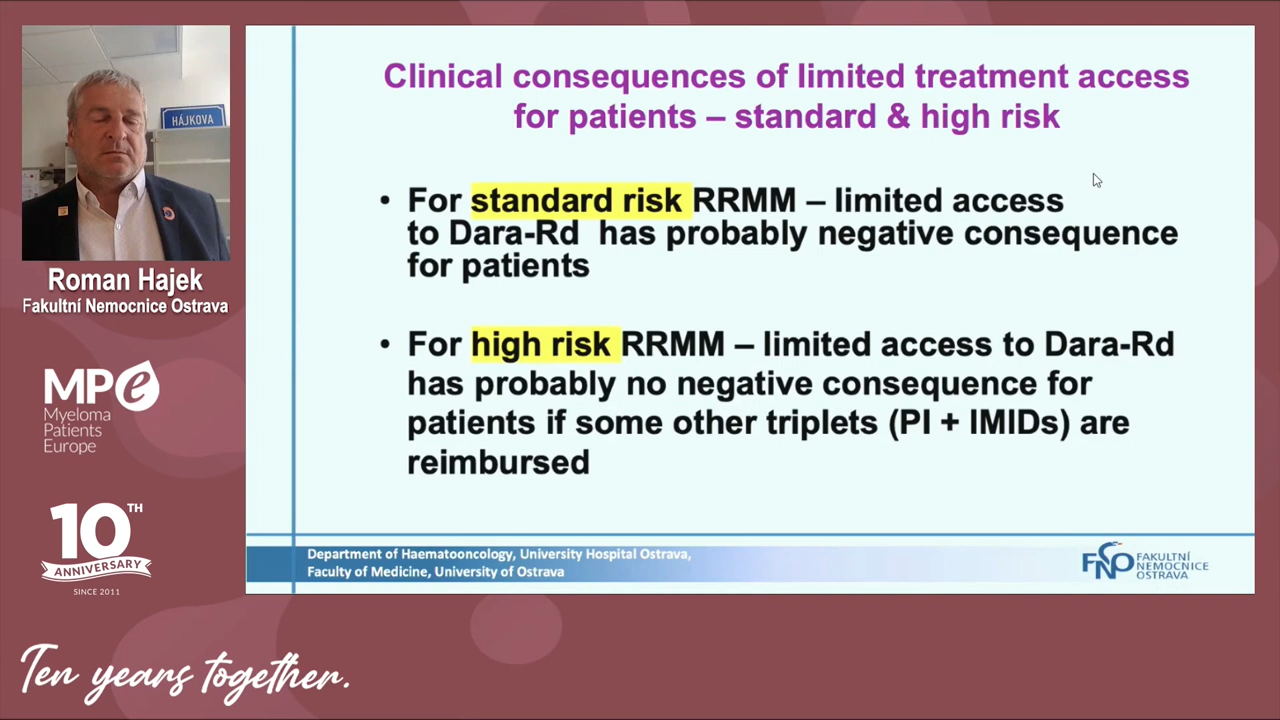 HÁJKOVA
Roman Hajek
Fakultní Nemocnice Ostrava
MPe
Myeloma
Patients
Europe
10TH
ANNIVERSARY
SINCE 2011
Ten years together.
Clinical consequences of limited treatment access
for patients – standard & high risk
• For standard risk RRMM – limited access
to Dara-Rd has probably negative consequence
for patients
• For high risk RRMM – limited access to Dara-Rd
has probably no negative consequence for
patients if some other triplets (PI + IMIDs) are
reimbursed
Department of Haematooncology, University Hospital Ostrava,
Faculty of Medicine, University of Ostrava
FNO
FAKULTNÍ
NEMOCNICE
OSTRAVA